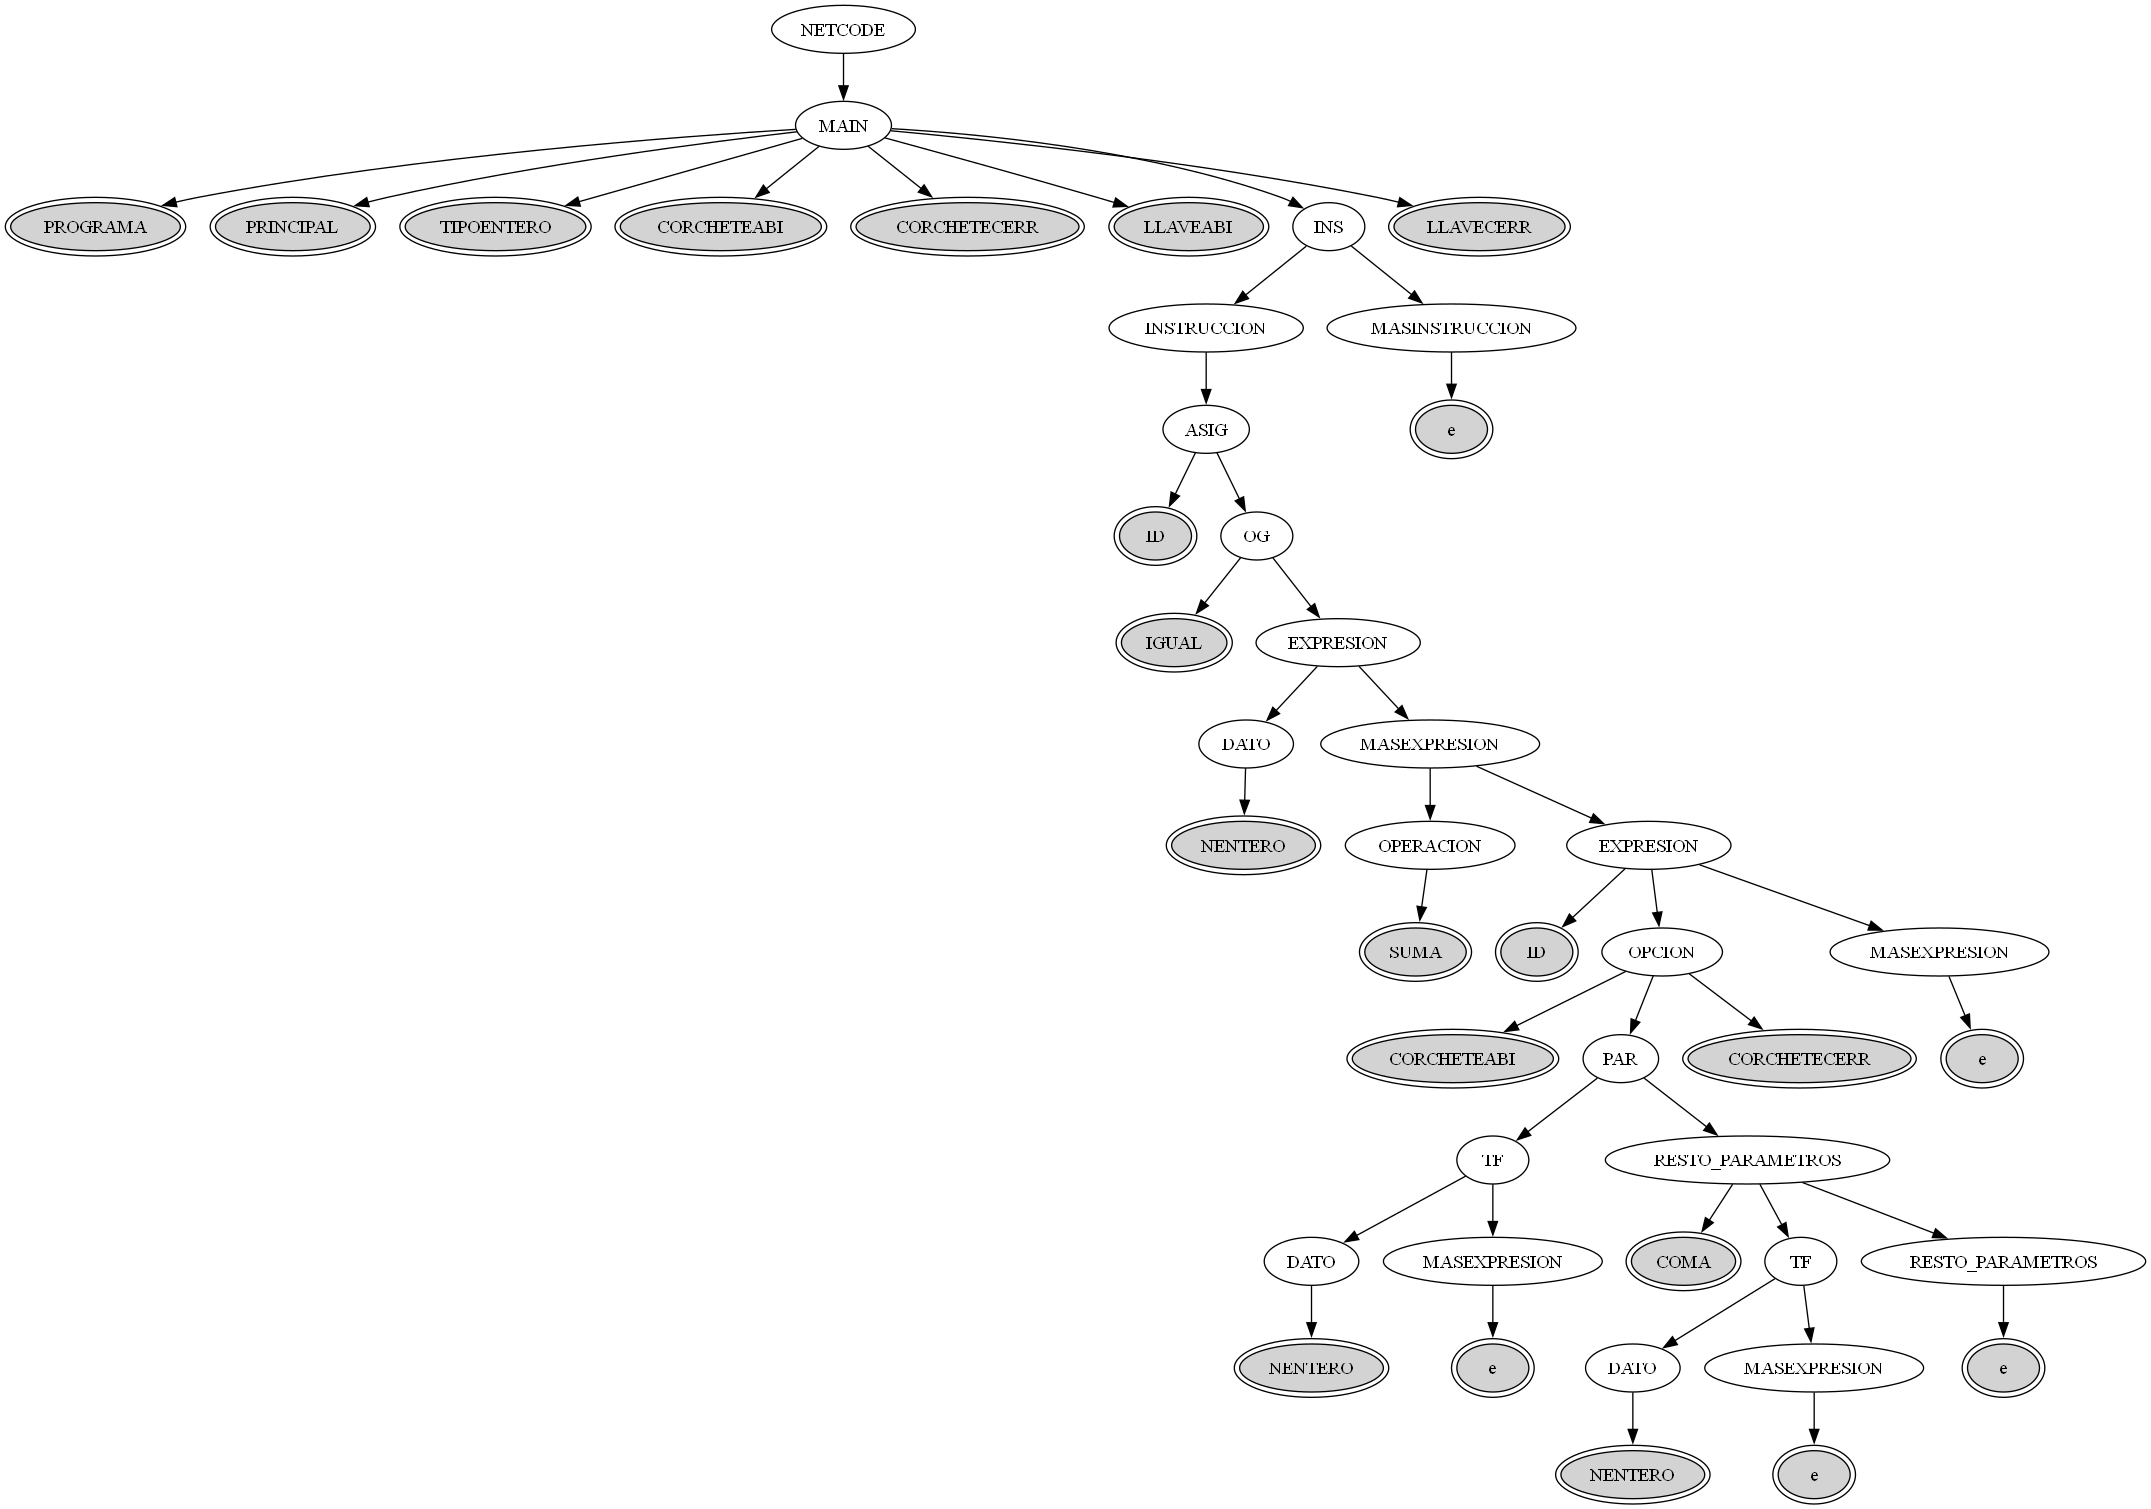 NETCODE
MAIN
PROGRAMA PRINCIPAL TIPOENTERO CORCHETEABI CORCHETECERR LLAVEABI INS LLAVECERR
INSTRUCCION MASINSTRUCCION
ASIG e
ID OG
IGUAL EXPRESION
DATO MASEXPRESION
NENTERO OPERACION EXPRESION
SUMA ID OPCION MASEXPRESION
CORCHETEABI PAR CORCHETECERR e
TF RESTO_PARAMETROS
DATO MASEXPRESION COMA TF RESTO_PARAMETROS
NENTERO e DATO MASEXPRESION e
NENTERO e